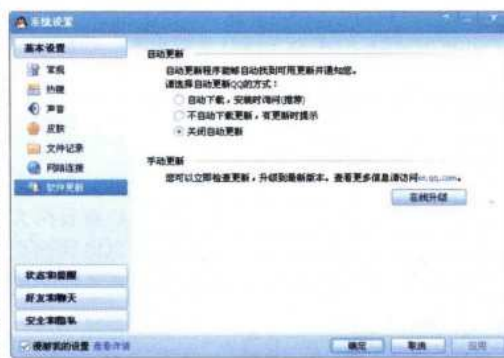 系统设置
基本设置
常规
热键
声音
皮肤
文件记录
网络连接
软件更新
状态和提醒
好友和聊天
安全和隐私
自动更新
自动更新程序能够自动找到可用更新并通知您。
请选择自动更新QQ的方式：
自动下载，安装时询问(推荐)
不自动下载更新，有更新时提示
关闭自动更新
手动更新
您可以立即检查更新，升级到最新版本。查看更多信息请访问im.qq.com。
在线升级
漫游我的设置
确定
取消
应用